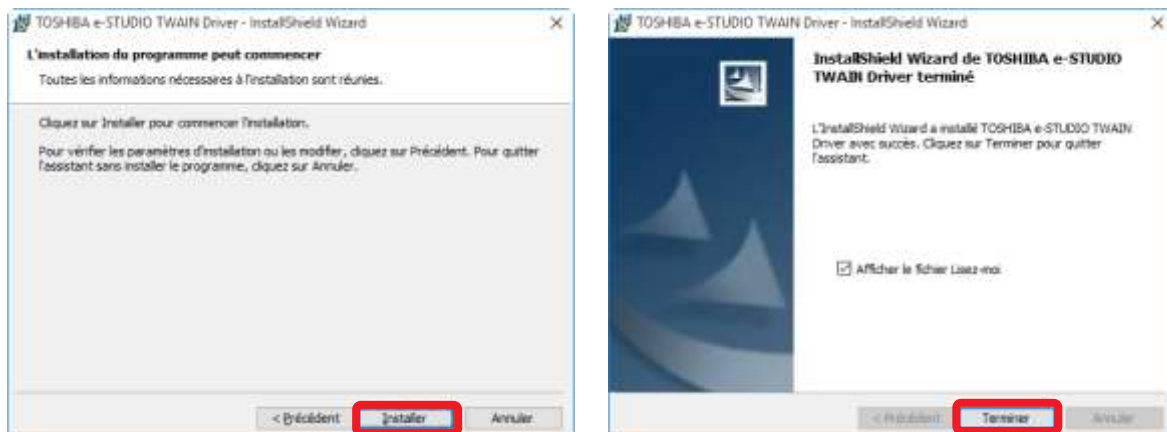 TOSHIBA e-STUDIO TWAIN Driver - InstallShield Wizard
L'installation du programme peut commencer
Toutes les informations nécessaires à l'installation sont réunies.
Cliquez sur Installer pour commencer l'installation.
Pour vérifier les paramètres d'installation ou les modifier, cliquez sur Précédent. Pour quitter
l'assistant sans installer le programme, cliquez sur Annuler.
< Précédent Installer Annuler
TOSHIBA e-STUDIO TWAIN Driver - InstallShield Wizard
InstallShield Wizard de TOSHIBA e-STUDIO
TWAIN Driver terminé
L'InstallShield Wizard a installé TOSHIBA e-STUDIO TWAIN
Driver avec succès. Cliquez sur Terminer pour quitter
l'assistant.
Afficher le fichier Lisez-moi
< Précédent Terminer Annuler